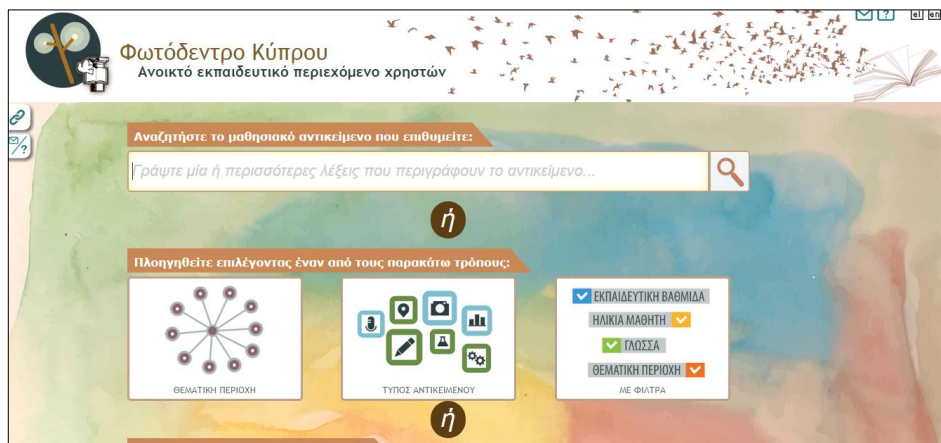 el en
Φωτόδεντρο Κύπρου
Ανοικτό εκπαιδευτικό περιεχόμενο χρηστών
Αναζητήστε το μαθησιακό αντικείμενο που επιθυμείτε:
Γράψτε μία ή περισσότερες λέξεις που περιγράφουν το αντικείμενο...
ή
Πλοηγηθείτε επιλέγοντας έναν από τους παρακάτω τρόπους:
ΕΚΠΑΙΔΕΥΤΙΚΗ ΒΑΘΜΙΔΑ
ΗΛΙΚΙΑ ΜΑΘΗΤΗ
ΓΛΩΣΣΑ
ΘΕΜΑΤΙΚΗ ΠΕΡΙΟΧΗ
ΘΕΜΑΤΙΚΗ ΠΕΡΙΟΧΗ
ΤΥΠΟΣ ΑΝΤΙΚΕΙΜΕΝΟΥ
ΜΕ ΦΙΛΤΡΑ
ή